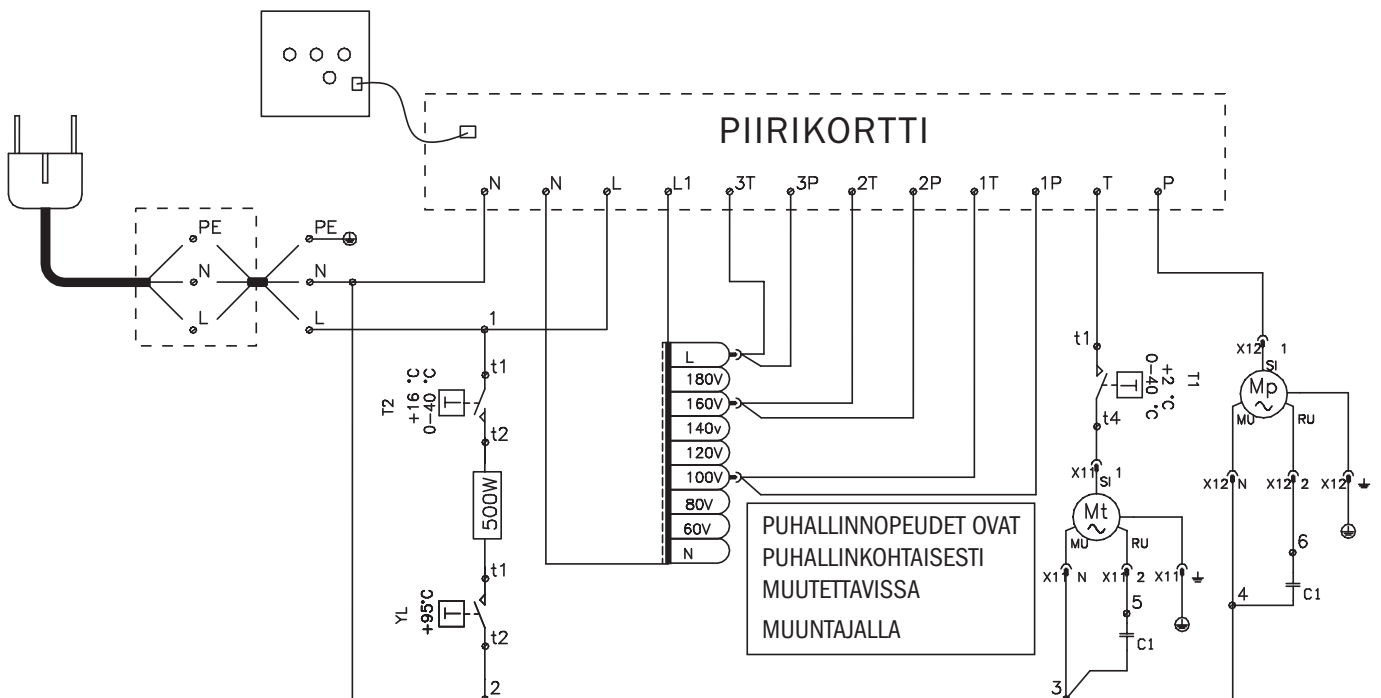 PIIRIKORTTI
N N L L1 3T 3P 2T 2P 1T 1P T P
PE PE
N N
L L
1
t1
T2
+16 °C
0-40 °C
t2
500W
t1
YL
+95°C
t2
2
L
180V
160V
140v
120V
100V
80V
60V
N
PUHALLINNOPEUDET OVAT
PUHALLINKOHTAISESTI
MUUTETTAVISSA
MUUNTAJALLA
t1
T1
+2 °C
0-40 °C
t4
X11 1
SI
Mt
MU RU
X11 N X11 2 X11
5
C1
3
X12 1
SI
Mp
MU RU
X12 N X12 2 X12
6
C1
4